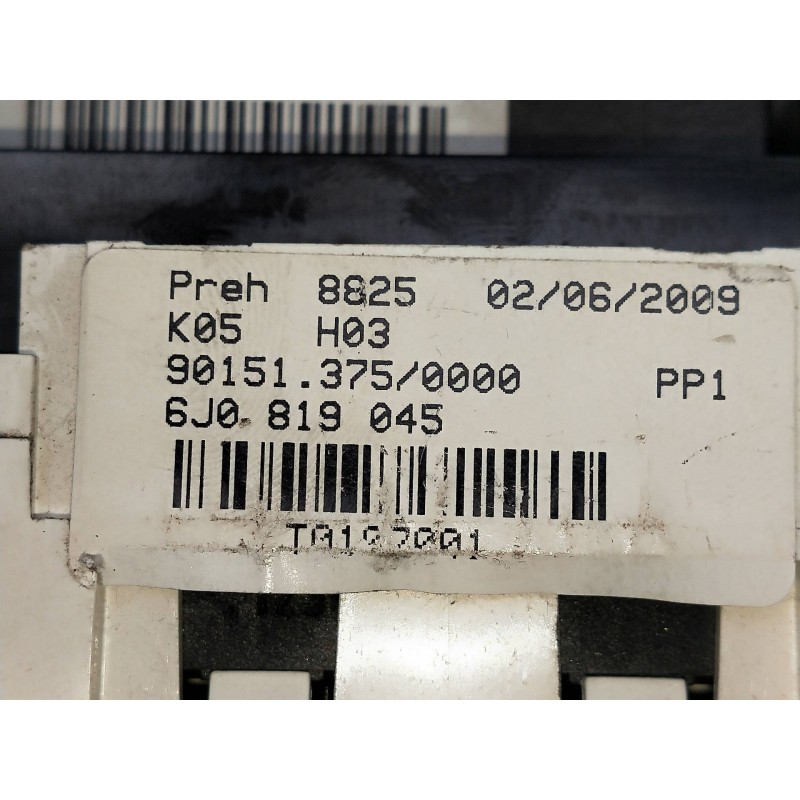 Preh 8825 02/06/2009
K05 H03
90151.375/0000 PP1
6J0 819 045